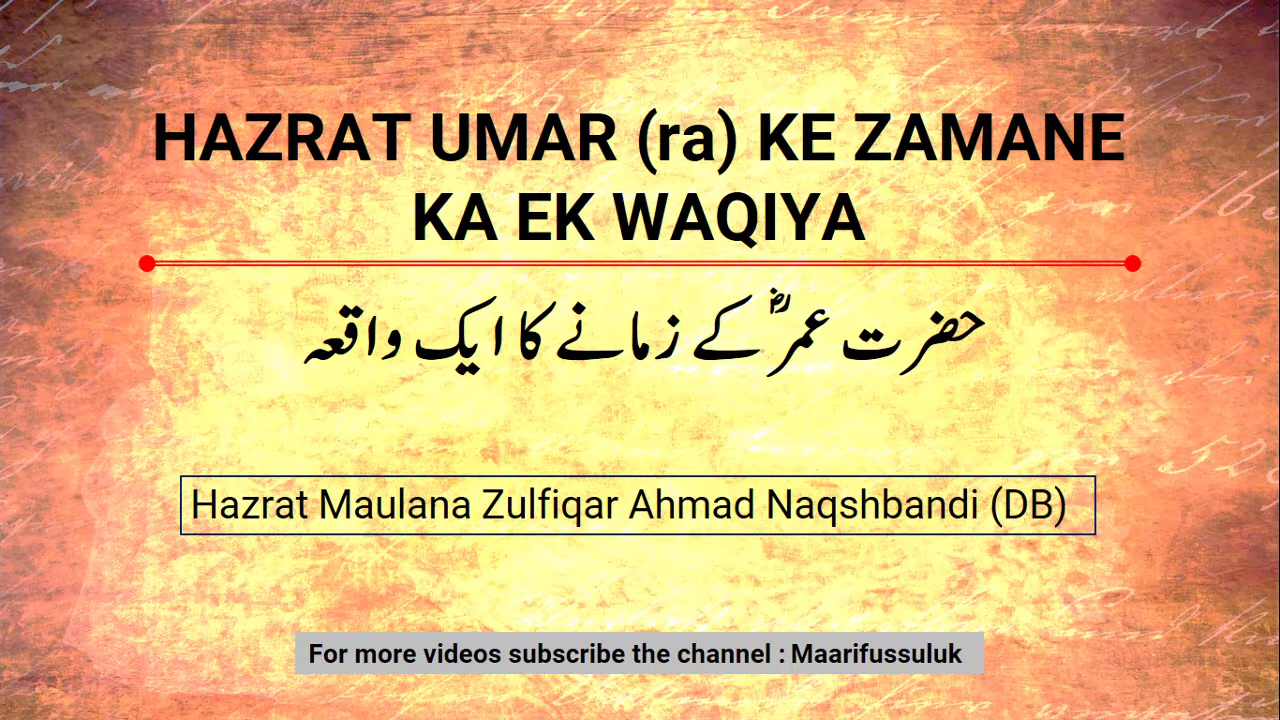 HAZRAT UMAR (ra) KE ZAMANE
KA EK WAQIYA
حضرت عمرؓ کے زمانے کا ایک واقعہ
Hazrat Maulana Zulfiqar Ahmad Naqshbandi (DB)
For more videos subscribe the channel : Maarifussuluk